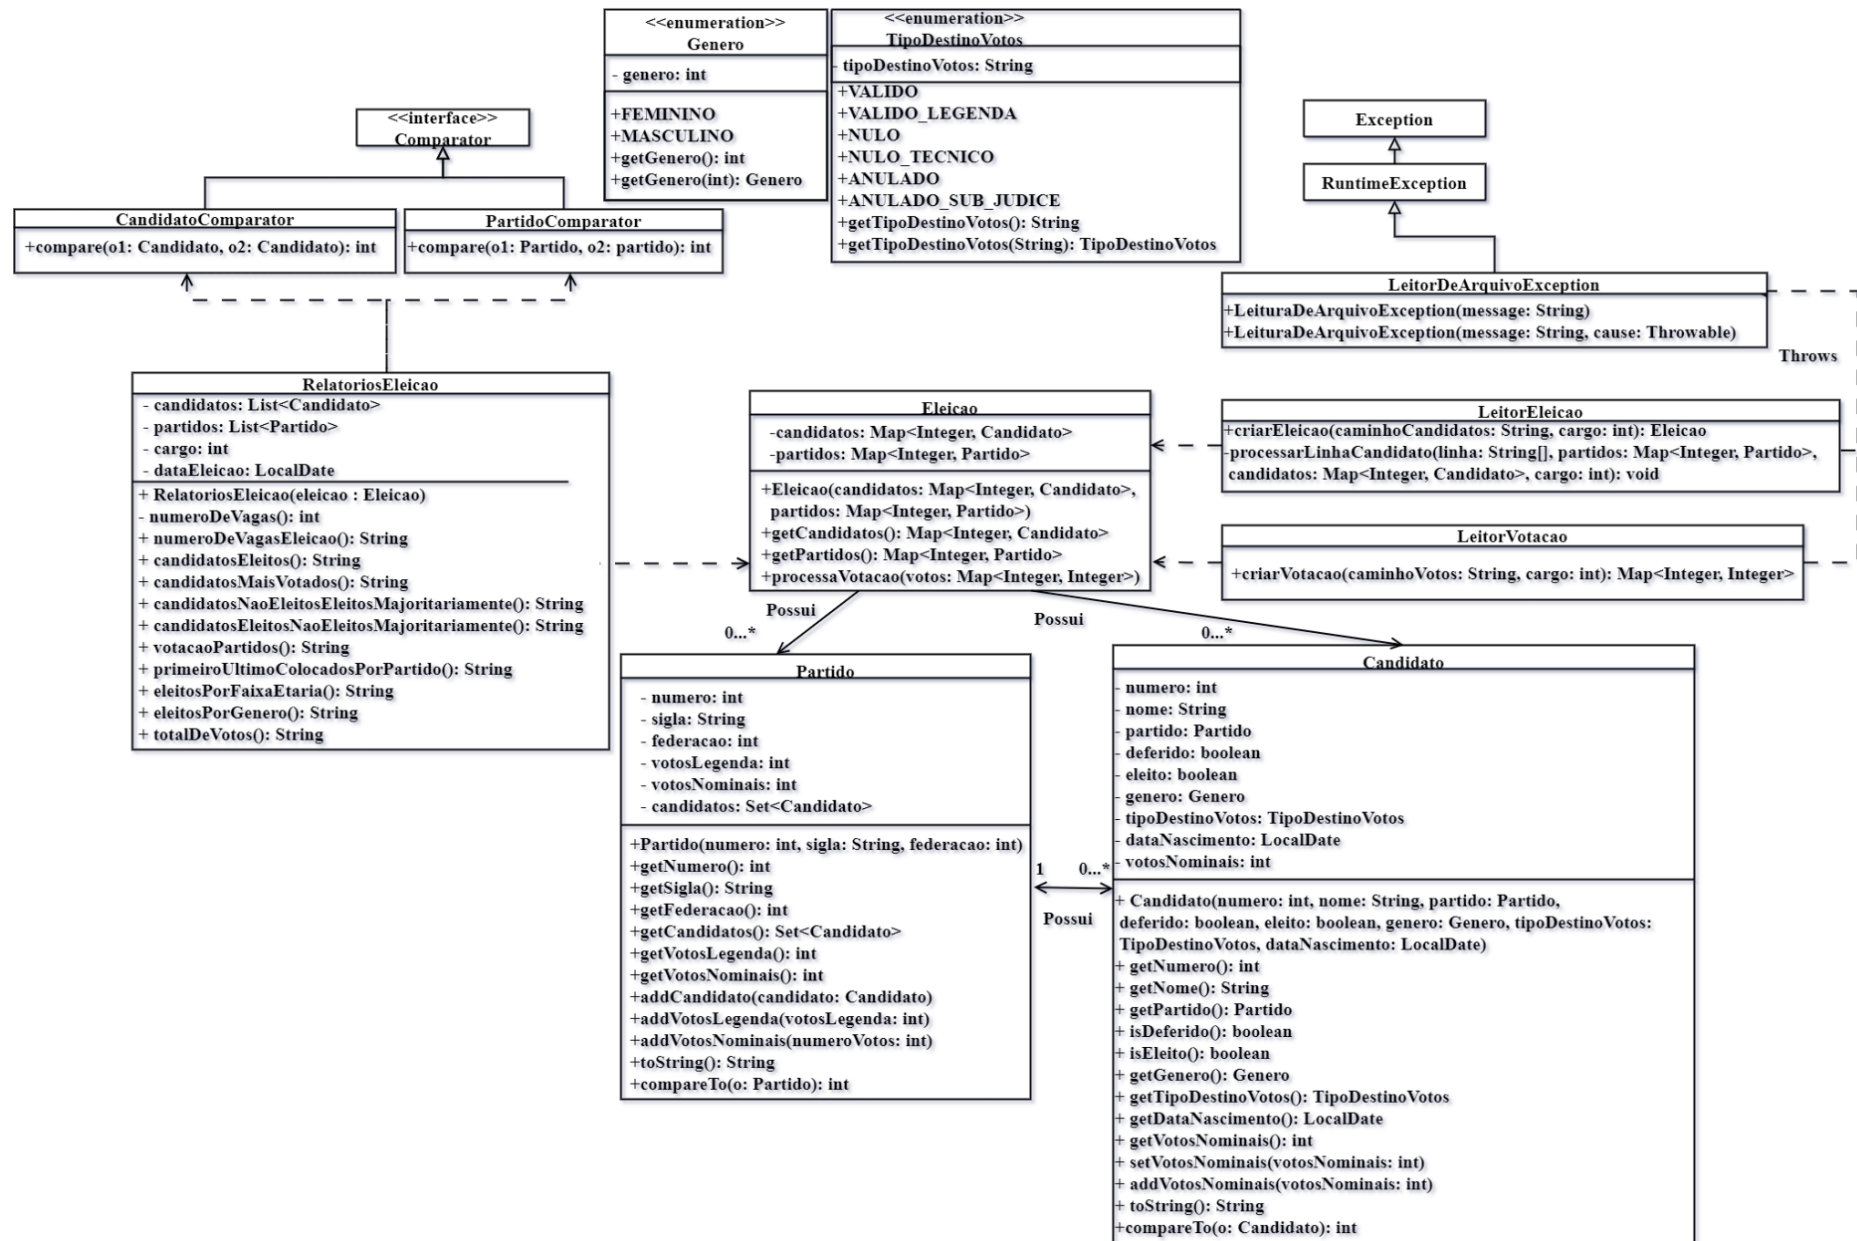 <<enumeration>>
Genero
- genero: int
+FEMININO
+MASCULINO
+getGenero(): int
+getGenero(int): Genero
<<enumeration>>
TipoDestinoVotos
- tipoDestinoVotos: String
+VALIDO
+VALIDO_LEGENDA
+NULO
+NULO_TECNICO
+ANULADO
+ANULADO_SUB_JUDICE
+getTipoDestinoVotos(): String
+getTipoDestinoVotos(String): TipoDestinoVotos
<<interface>>
Comparator
CandidatoComparator
+compare(o1: Candidato, o2: Candidato): int
PartidoComparator
+compare(o1: Partido, o2: partido): int
Exception
RuntimeException
LeitorDeArquivoException
+LeituraDeArquivoException(message: String)
+LeituraDeArquivoException(message: String, cause: Throwable)
Throws
RelatoriosEleicao
- candidatos: List<Candidato>
- partidos: List<Partido>
- cargo: int
- dataEleicao: LocalDate
+ RelatoriosEleicao(eleicao : Eleicao)
- numeroDeVagas(): int
+ numeroDeVagasEleicao(): String
+ candidatosEleitos(): String
+ candidatosMaisVotados(): String
+ candidatosNaoEleitosEleitosMajoritariamente(): String
+ candidatosEleitosNaoEleitosMajoritariamente(): String
+ votacaoPartidos(): String
+ primeiroUltimoColocadosPorPartido(): String
+ eleitosPorFaixaEtaria(): String
+ eleitosPorGenero(): String
+ totalDeVotos(): String
Eleicao
-candidatos: Map<Integer, Candidato>
-partidos: Map<Integer, Partido>
+Eleicao(candidatos: Map<Integer, Candidato>,
partidos: Map<Integer, Partido>)
+getCandidatos(): Map<Integer, Candidato>
+getPartidos(): Map<Integer, Partido>
+processaVotacao(votos: Map<Integer, Integer>)
LeitorEleicao
+criarEleicao(caminhoCandidatos: String, cargo: int): Eleicao
-processarLinhaCandidato(linha: String[], partidos: Map<Integer, Partido>,
candidatos: Map<Integer, Candidato>, cargo: int): void
LeitorVotacao
+criarVotacao(caminhoVotos: String, cargo: int): Map<Integer, Integer>
Possui
0...*
Possui
0...*
Partido
- numero: int
- sigla: String
- federacao: int
- votosLegenda: int
- votosNominais: int
- candidatos: Set<Candidato>
+Partido(numero: int, sigla: String, federacao: int)
+getNumero(): int
+getSigla(): String
+getFederacao(): int
+getCandidatos(): Set<Candidato>
+getVotosLegenda(): int
+getVotosNominais(): int
+addCandidato(candidato: Candidato)
+addVotosLegenda(votosLegenda: int)
+addVotosNominais(numeroVotos: int)
+toString(): String
+compareTo(o: Partido): int
1
0...*
Possui
Candidato
- numero: int
- nome: String
- partido: Partido
- deferido: boolean
- eleito: boolean
- genero: Genero
- tipoDestinoVotos: TipoDestinoVotos
- dataNascimento: LocalDate
- votosNominais: int
+ Candidato(numero: int, nome: String, partido: Partido,
deferido: boolean, eleito: boolean, genero: Genero, tipoDestinoVotos:
TipoDestinoVotos, dataNascimento: LocalDate)
+ getNumero(): int
+ getNome(): String
+ getPartido(): Partido
+ isDeferido(): boolean
+ isEleito(): boolean
+ getGenero(): Genero
+ getTipoDestinoVotos(): TipoDestinoVotos
+ getDataNascimento(): LocalDate
+ getVotosNominais(): int
+ setVotosNominais(votosNominais: int)
+ addVotosNominais(votosNominais: int)
+ toString(): String
+compareTo(o: Candidato): int